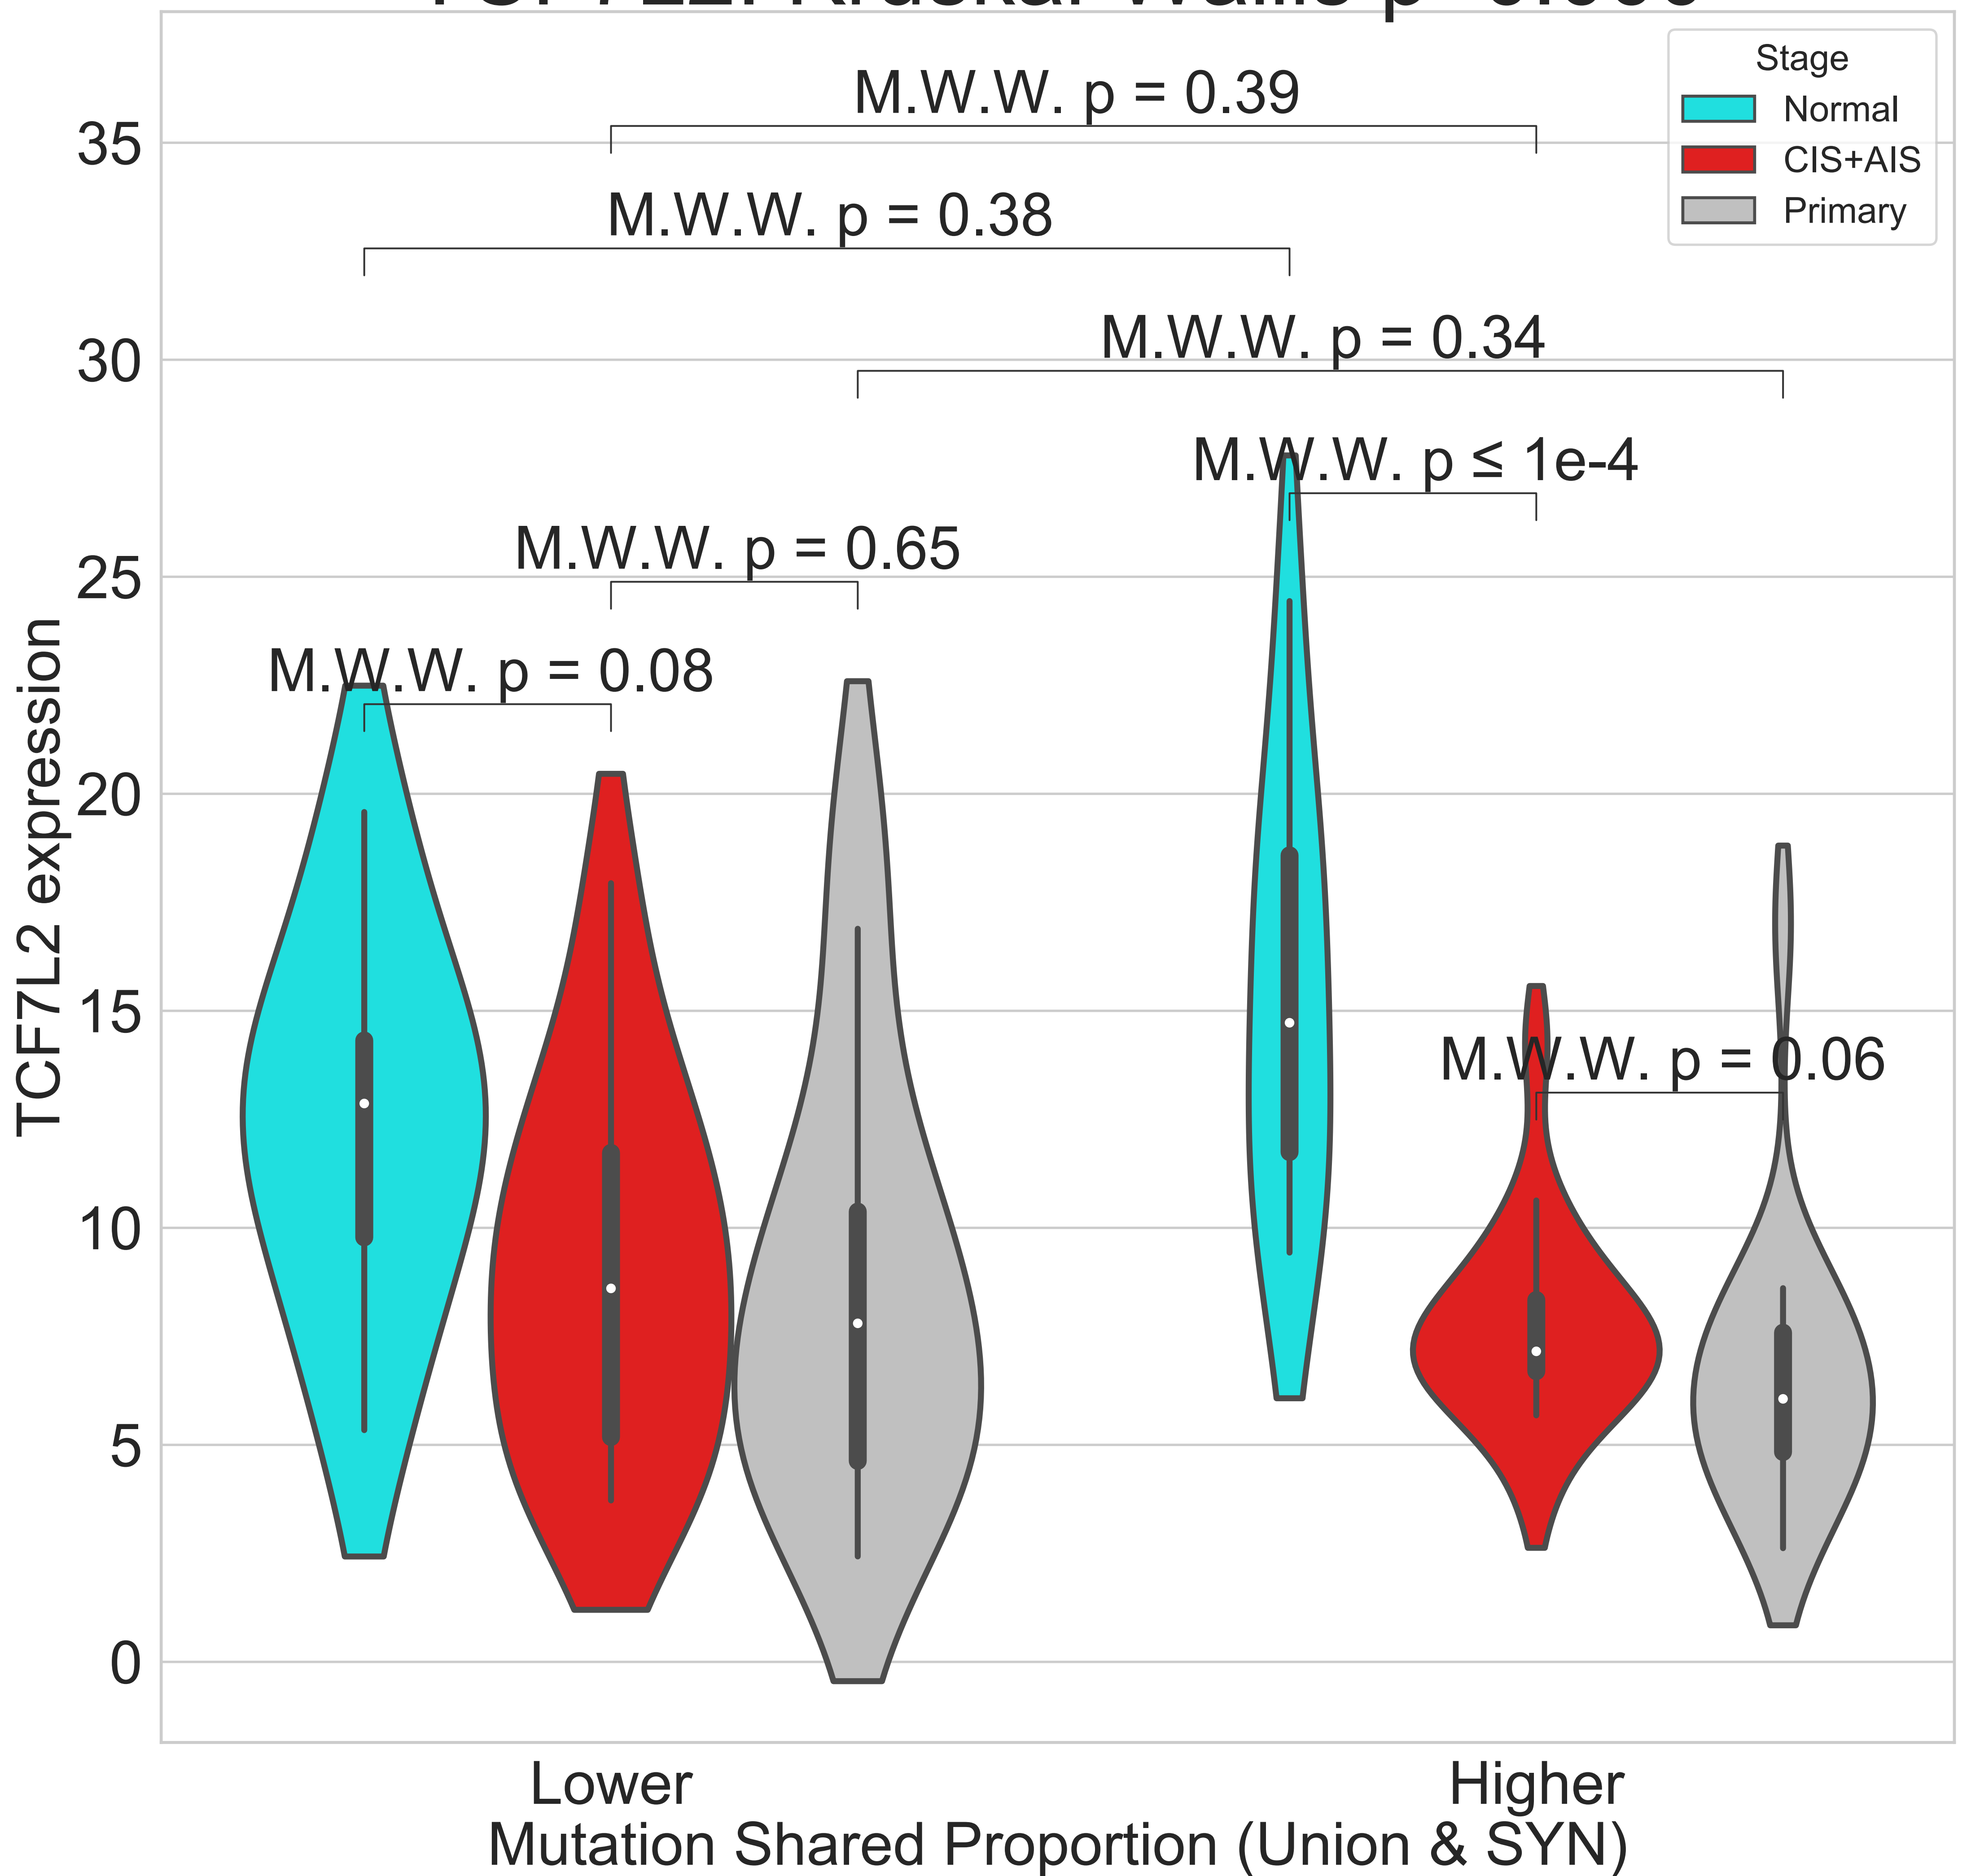 Stage
Normal
CIS+AIS
Primary
M.W.W. p = 0.39
M.W.W. p = 0.38
M.W.W. p = 0.34
M.W.W. p ≤ 1e-4
M.W.W. p = 0.65
M.W.W. p = 0.08
M.W.W. p = 0.06
35
30
25
20
15
10
5
0
TCF7L2 expression
Lower
Higher
Mutation Shared Proportion (Union & SYN)